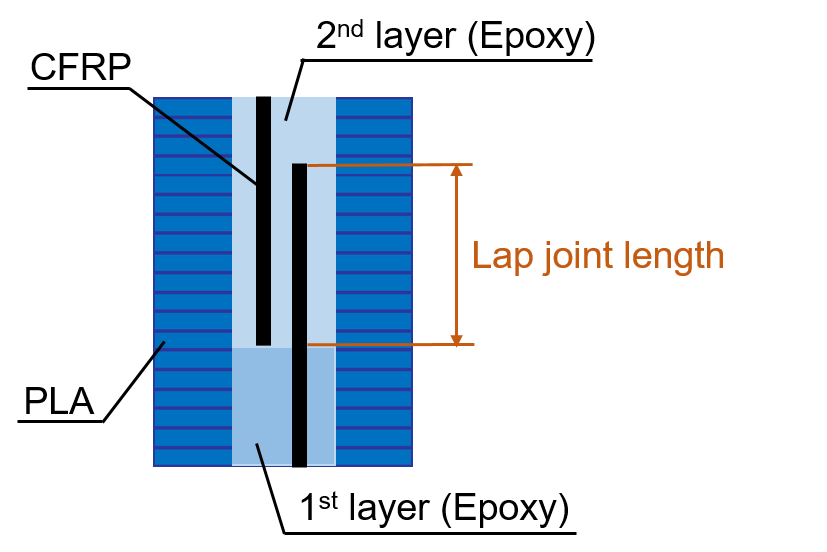 2nd layer (Epoxy)
CFRP
Lap joint length
PLA
1st layer (Epoxy)